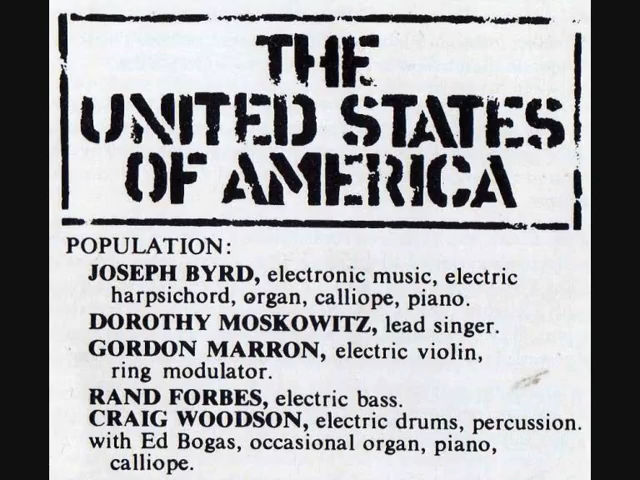 THE
UNITED STATES
OF AMERICA
POPULATION:
JOSEPH BYRD, electronic music, electric
harpsichord, organ, calliope, piano.
DOROTHY MOSKOWITZ, lead singer.
GORDON MARRON, electric violin,
ring modulator.
RAND FORBES, electric bass.
CRAIG WOODSON, electric drums, percussion.
with Ed Bogas, occasional organ, piano,
calliope.